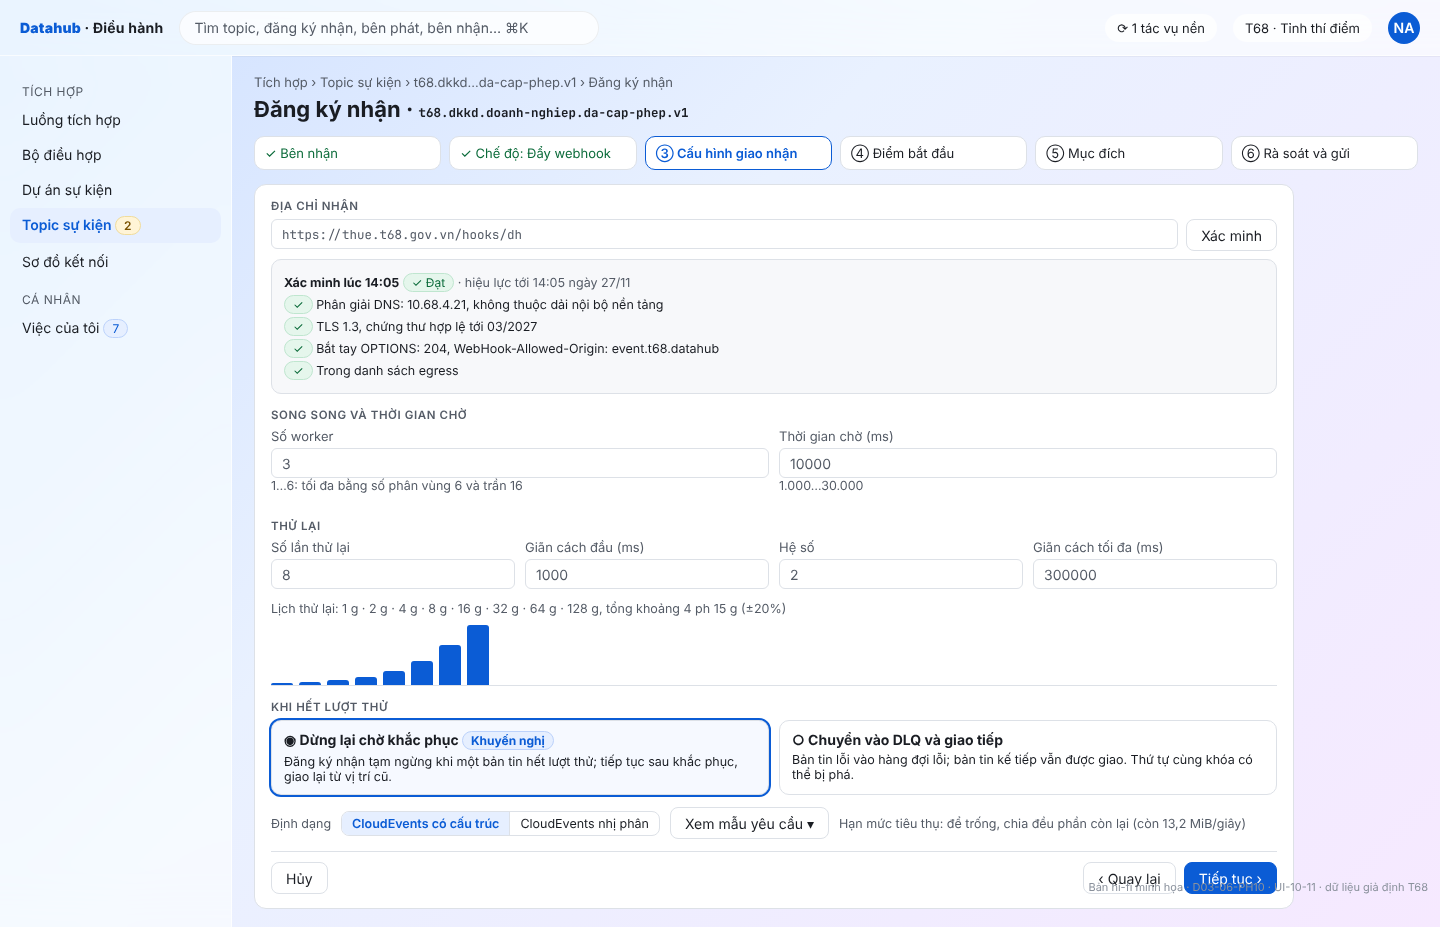 Datahub · Điều hành
Tìm topic, đăng ký nhận, bên phát, bên nhận... ⌘K
⟳ 1 tác vụ nền
T68 · Tỉnh thí điểm
NA
TÍCH HỢP
Luồng tích hợp
Bộ điều hợp
Dự án sự kiện
Topic sự kiện 2
Sơ đồ kết nối
CÁ NHÂN
Việc của tôi 7
Tích hợp › Topic sự kiện › t68.dkkd...da-cap-phep.v1 › Đăng ký nhận
Đăng ký nhận · t68.dkkd.doanh-nghiep.da-cap-phep.v1
✓ Bên nhận
✓ Chế độ: Đẩy webhook
③ Cấu hình giao nhận
④ Điểm bắt đầu
⑤ Mục đích
⑥ Rà soát và gửi
ĐỊA CHỈ NHẬN
https://thue.t68.gov.vn/hooks/dh
Xác minh
Xác minh lúc 14:05 ✓ Đạt · hiệu lực tới 14:05 ngày 27/11
✓ Phân giải DNS: 10.68.4.21, không thuộc dải nội bộ nền tảng
✓ TLS 1.3, chứng thư hợp lệ tới 03/2027
✓ Bắt tay OPTIONS: 204, WebHook-Allowed-Origin: event.t68.datahub
✓ Trong danh sách egress
SONG SONG VÀ THỜI GIAN CHỜ
Số worker
Thời gian chờ (ms)
3
10000
1...6: tối đa bằng số phân vùng 6 và trần 16
1.000...30.000
THỬ LẠI
Số lần thử lại
Giãn cách đầu (ms)
Hệ số
Giãn cách tối đa (ms)
8
1000
2
300000
Lịch thử lại: 1 g · 2 g · 4 g · 8 g · 16 g · 32 g · 64 g · 128 g, tổng khoảng 4 ph 15 g (±20%)
KHI HẾT LƯỢT THỬ
◉ Dừng lại chờ khắc phục Khuyến nghị
Đăng ký nhận tạm ngừng khi một bản tin hết lượt thử; tiếp tục sau khắc phục,
giao lại từ vị trí cũ.
○ Chuyển vào DLQ và giao tiếp
Bản tin lỗi vào hàng đợi lỗi; bản tin kế tiếp vẫn được giao. Thứ tự cùng khóa có
thể bị phá.
Định dạng
CloudEvents có cấu trúc
CloudEvents nhị phân
Xem mẫu yêu cầu ▾
Hạn mức tiêu thụ: để trống, chia đều phần còn lại (còn 13,2 MiB/giây)
Hủy
‹ Quay lại
Tiếp tục ›
Bản hi-fi minh họa · D03-06-PH10 · UI-10-11 · dữ liệu giả định T68